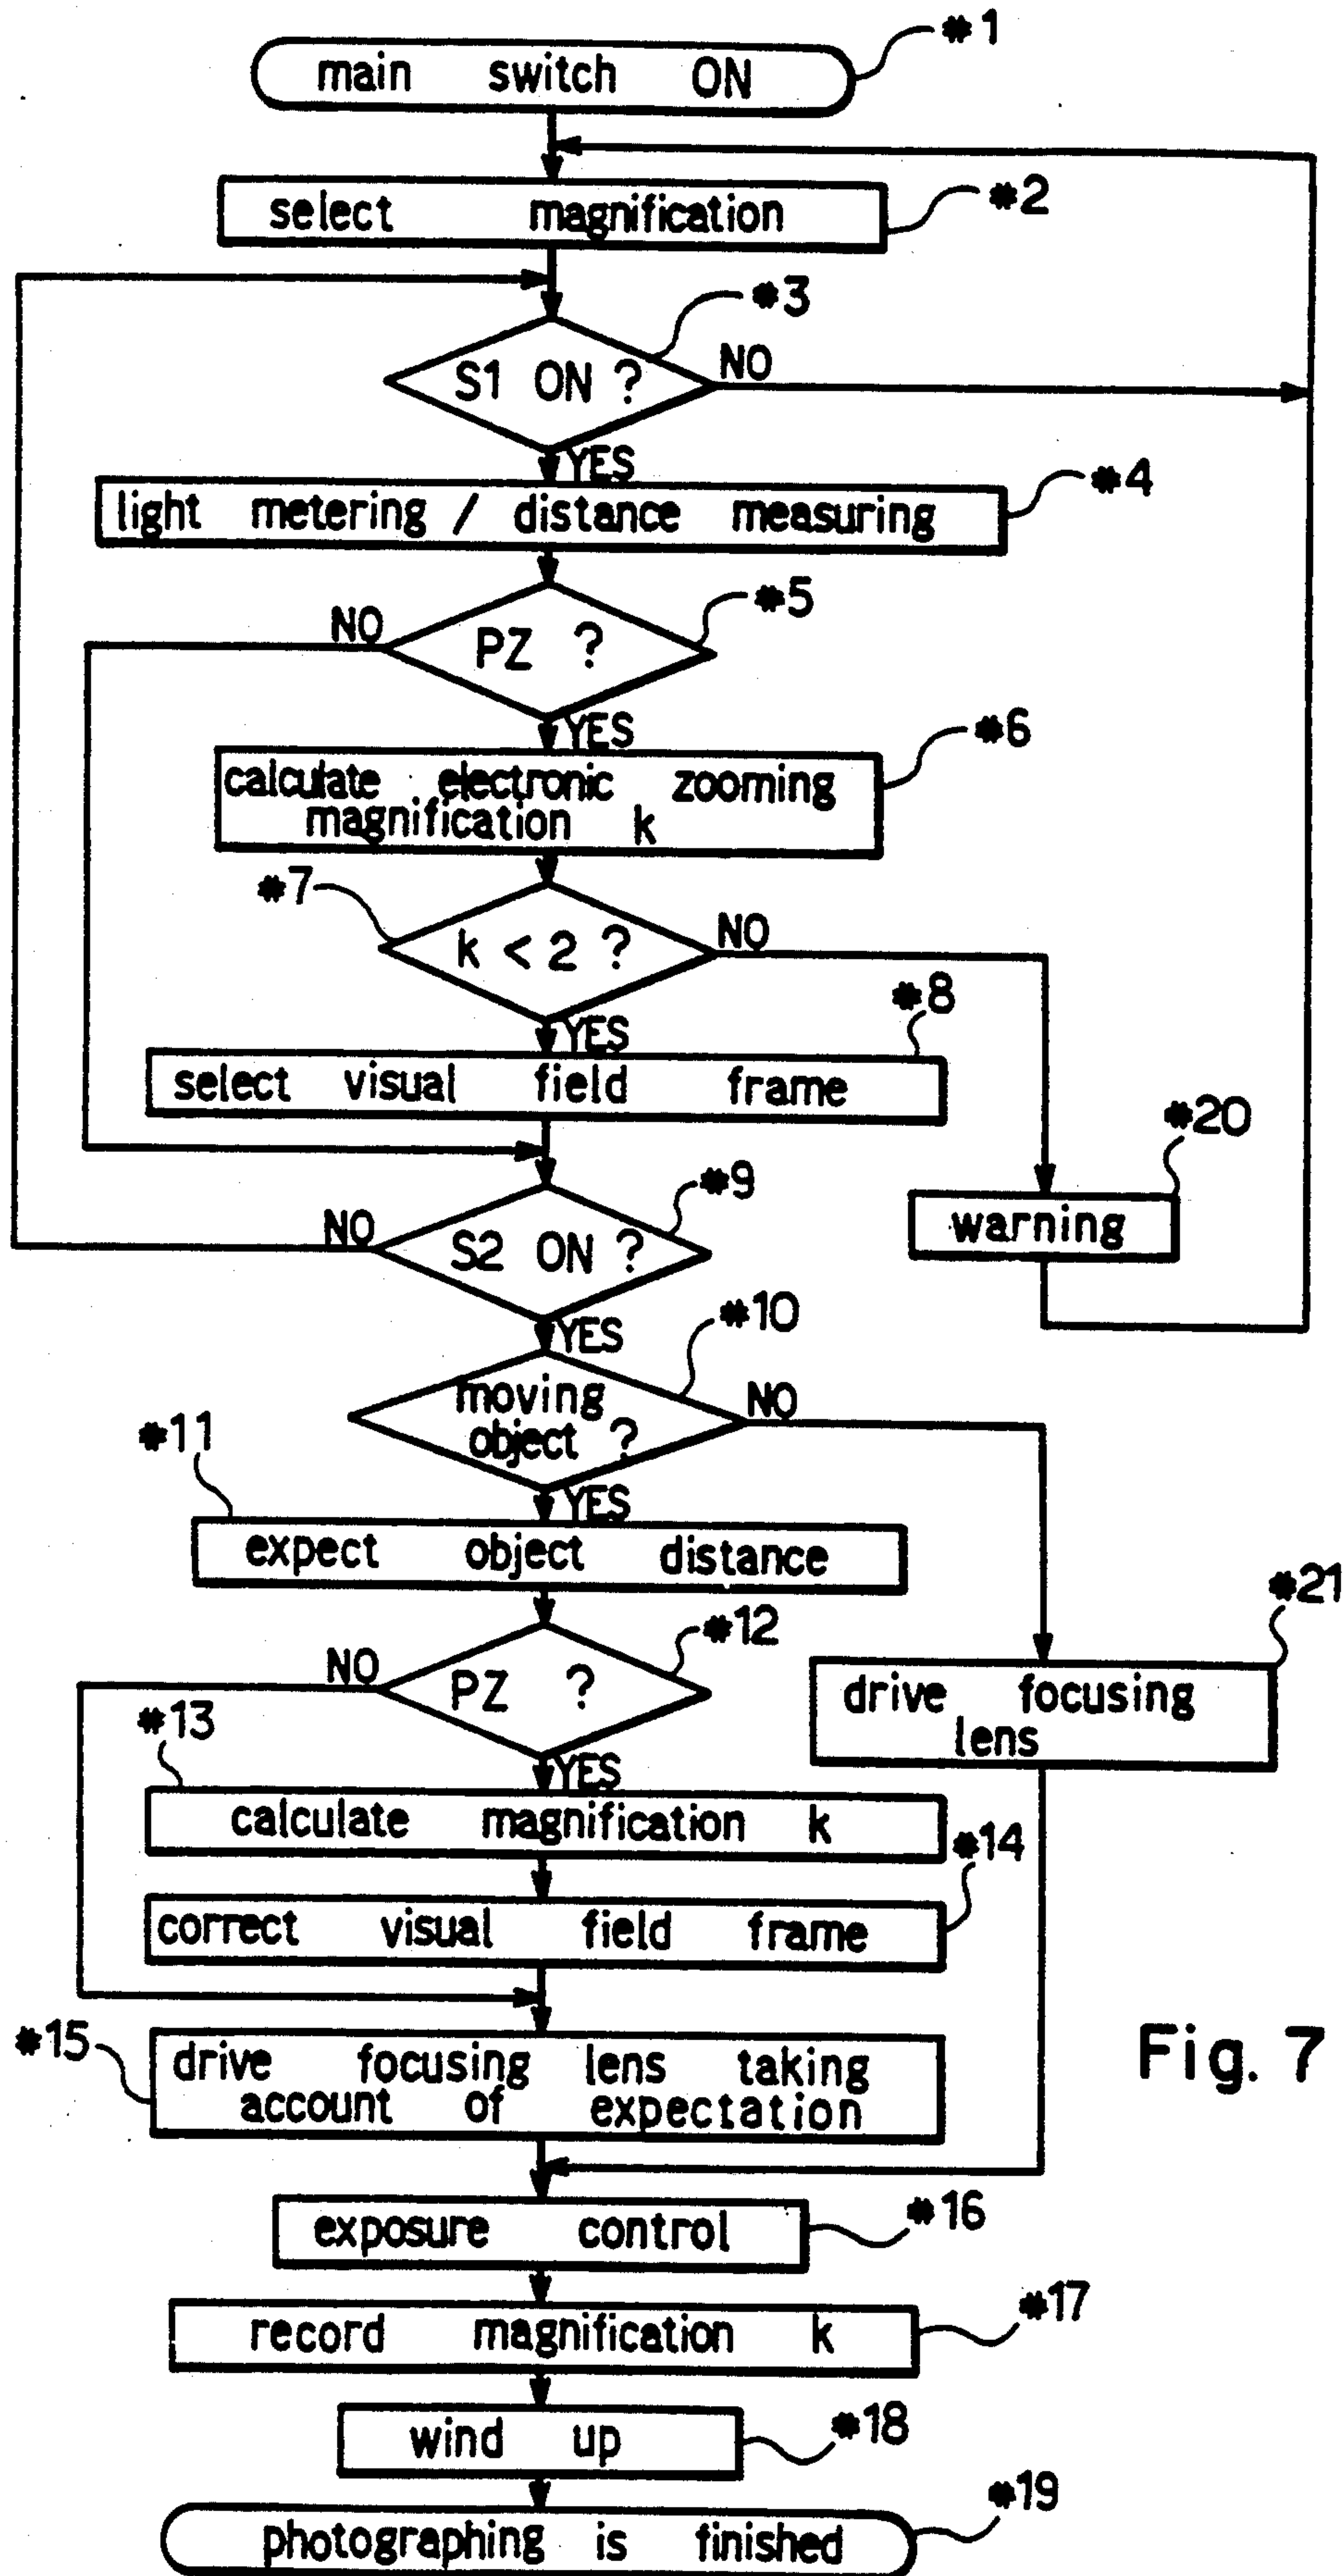 *1
main switch ON
*2
select magnification
*3
S1 ON ?
NO
YES
*4
light metering / distance measuring
*5
NO
PZ ?
YES
*6
calculate electronic zooming
magnification k
*7
k < 2 ?
NO
YES
*8
select visual field frame
*20
warning
*9
NO
S2 ON ?
YES
*10
moving
object ?
NO
YES
*11
expect object distance
*21
drive focusing
lens
*12
NO
PZ ?
YES
*13
calculate magnification k
*14
correct visual field frame
*15
drive focusing lens taking
account of expectation
Fig. 7
*16
exposure control
*17
record magnification k
*18
wind up
*19
photographing is finished